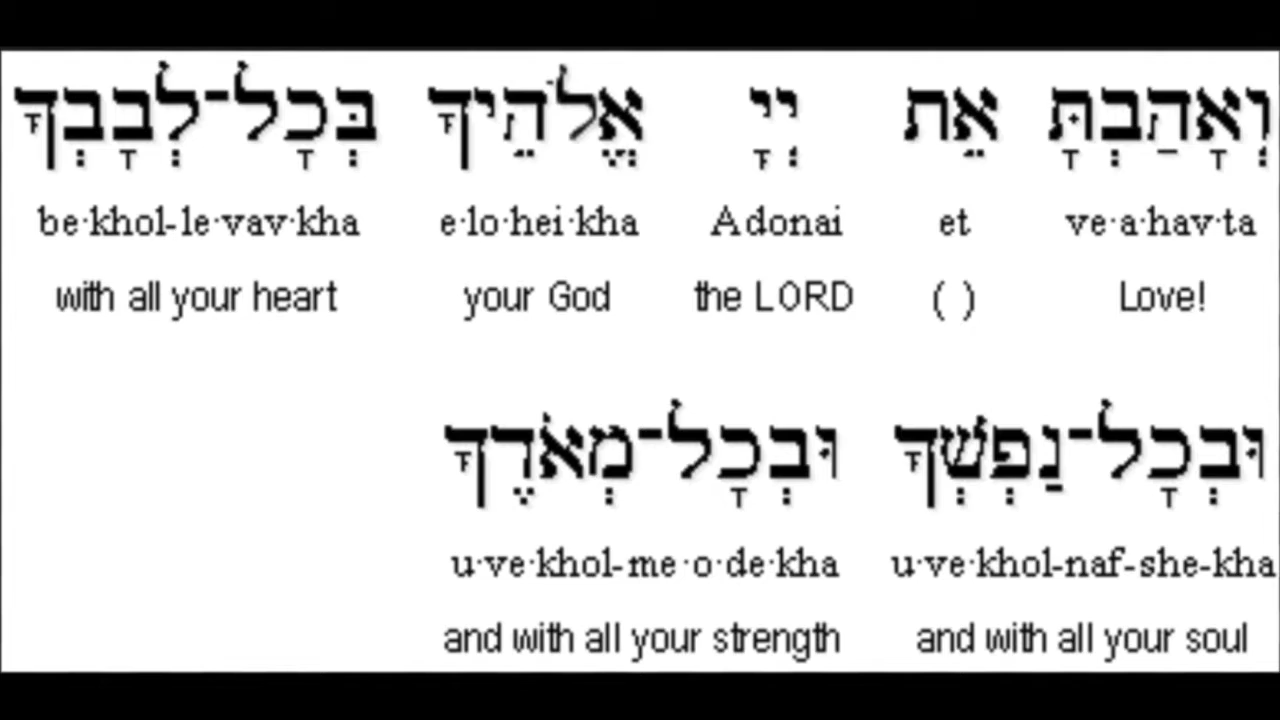 וְאָהַבְתָּ אֵת יְיָ אֱלֹהֶיךָ בְּכָל־לְבָבְךָ
be·khol-le·vav·kha e·lo·hei·kha Adonai et ve·a·hav·ta
with all your heart your God the LORD ( ) Love!
וּבְכָל־נַפְשְׁךָ וּבְכָל־מְאֹדֶךָ
u·ve·khol-me·o·de·kha u·ve·khol-naf-she-kha
and with all your strength and with all your soul